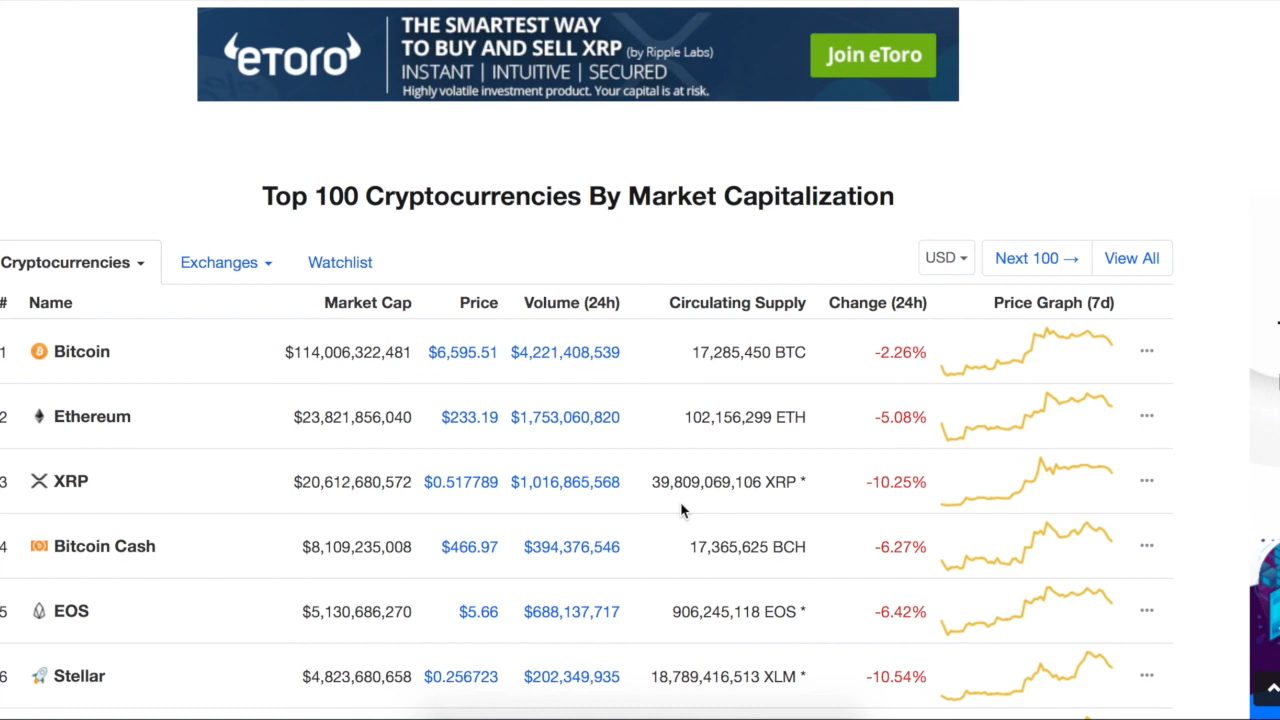 eTORO
THE SMARTEST WAY
TO BUY AND SELL XRP (by Ripple Labs)
INSTANT | INTUITIVE | SECURED
Highly volatile investment product. Your capital is at risk.
Join eToro
Top 100 Cryptocurrencies By Market Capitalization
Cryptocurrencies Exchanges Watchlist USD Next 100 → View All
# Name Market Cap Price Volume (24h) Circulating Supply Change (24h) Price Graph (7d)
1 Bitcoin $114,006,322,481 $6,595.51 $4,221,408,539 17,285,450 BTC -2.26%
2 Ethereum $23,821,856,040 $233.19 $1,753,060,820 102,156,299 ETH -5.08%
3 XRP $20,612,680,572 $0.517789 $1,016,865,568 39,809,069,106 XRP * -10.25%
4 Bitcoin Cash $8,109,235,008 $466.97 $394,376,546 17,365,625 BCH -6.27%
5 EOS $5,130,686,270 $5.66 $688,137,717 906,245,118 EOS * -6.42%
6 Stellar $4,823,680,658 $0.256723 $202,349,935 18,789,416,513 XLM * -10.54%